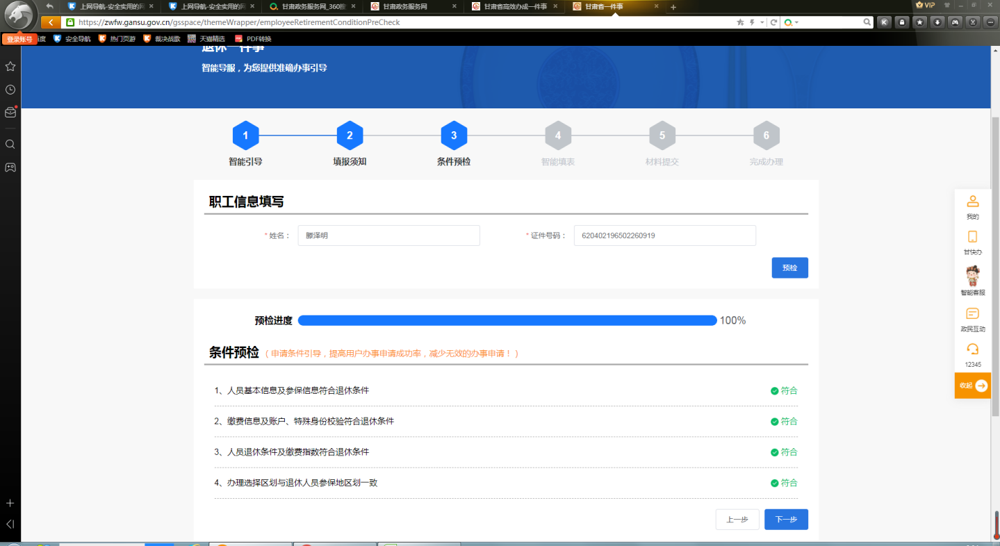 上网导航-安全实用的网
上网导航-安全实用的网
甘肃政务服务网_360搜
甘肃政务服务网
甘肃省高效办成一件事
甘肃省一件事
VIP
https://zwfw.gansu.gov.cn/gsspace/themeWrapper/employeeRetirementConditionPreCheck
登录账号
百度
安全导航
热门页游
裁决战歌
天猫精选
PDF转换
退休一件事
智能导服，为您提供准确办事引导
1
2
3
4
5
6
智能引导
填报须知
条件预检
智能填表
材料提交
完成办理
职工信息填写
* 姓名：
滕泽明
* 证件号码：
620402196502260919
预检
预检进度
100%
条件预检（申请条件引导，提高用户办事申请成功率，减少无效的办事申请！）
1、人员基本信息及参保信息符合退休条件
符合
2、缴费信息及账户、特殊身份校验符合退休条件
符合
3、人员退休条件及缴费指数符合退休条件
符合
4、办理选择区划与退休人员参保地区划一致
符合
上一步
下一步
我的
甘快办
智能客服
政民互动
12345
收起